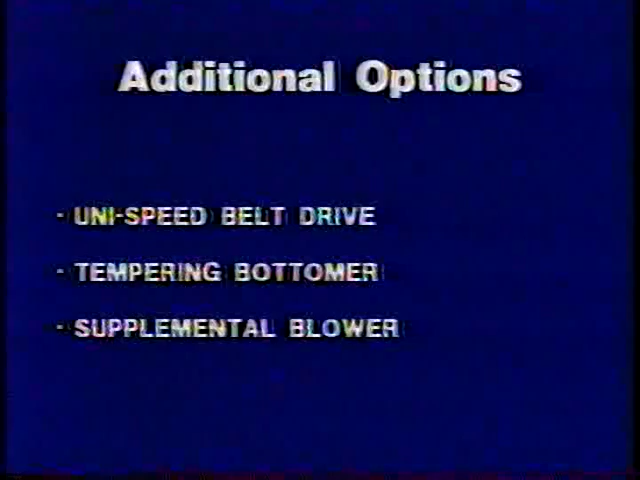 Additional Options
- UNI-SPEED BELT DRIVE
- TEMPERING BOTTOMER
- SUPPLEMENTAL BLOWER